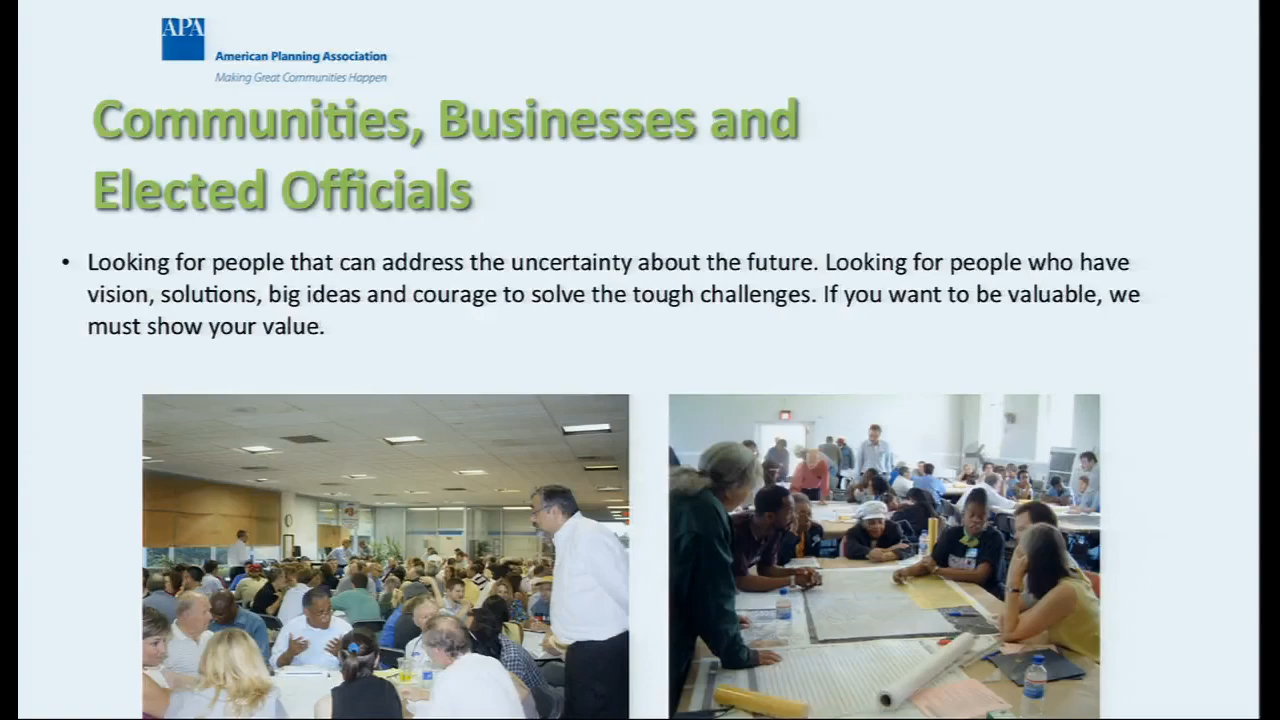 APA
American Planning Association
Making Great Communities Happen
Communities, Businesses and
Elected Officials
• Looking for people that can address the uncertainty about the future. Looking for people who have
vision, solutions, big ideas and courage to solve the tough challenges. If you want to be valuable, we
must show your value.